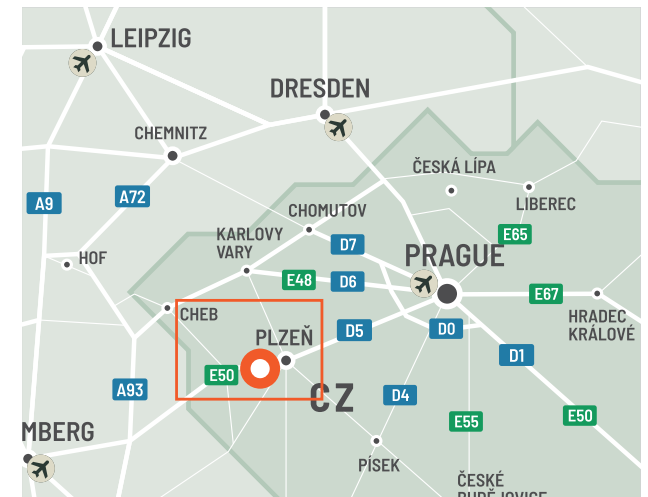 LEIPZIG
DRESDEN
CHEMNITZ
ČESKÁ LÍPA
A9
A72
LIBEREC
CHOMUTOV
KARLOVY
VARY
E65
D7
HOF
PRAGUE
E48
D6
E67
CHEB
HRADEC
KRÁLOVÉ
PLZEŇ
D5
D0
D1
E50
A93
CZ
D4
E55
E50
MBERG
PÍSEK
ČESKÉ